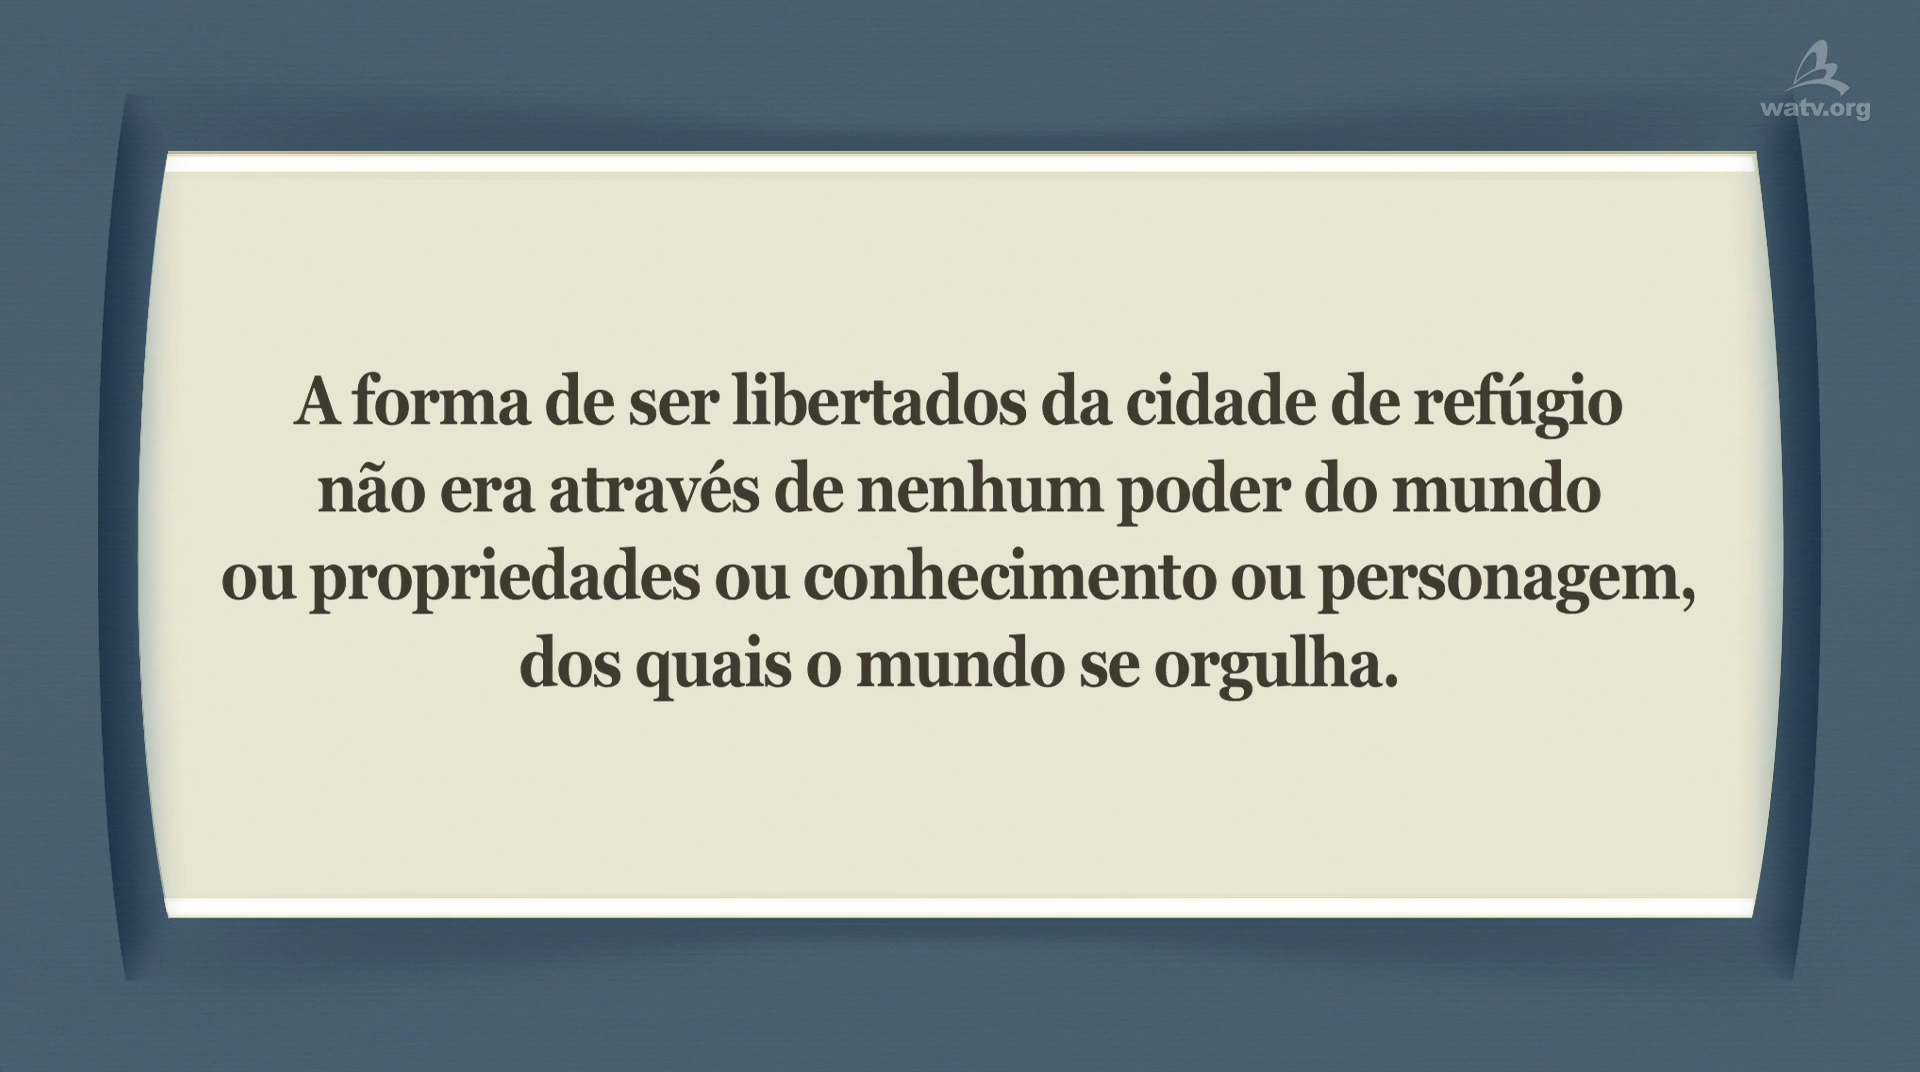 watv.org
A forma de ser libertados da cidade de refúgio
não era através de nenhum poder do mundo
ou propriedades ou conhecimento ou personagem,
dos quais o mundo se orgulha.